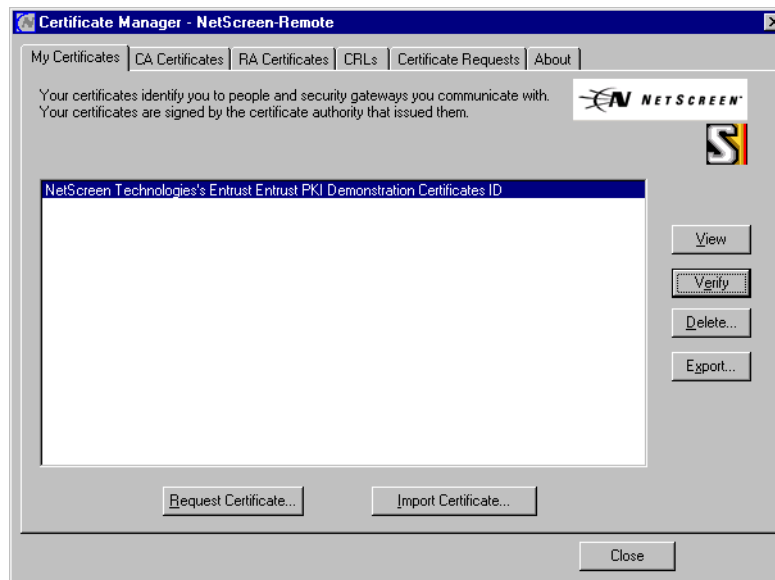 Certificate Manager - NetScreen-Remote
My Certificates CA Certificates RA Certificates CRLs Certificate Requests About
Your certificates identify you to people and security gateways you communicate with.
Your certificates are signed by the certificate authority that issued them.
NETSCREEN
NetScreen Technologies's Entrust Entrust PKI Demonstration Certificates ID
View
Verify
Delete...
Export...
Request Certificate... Import Certificate...
Close